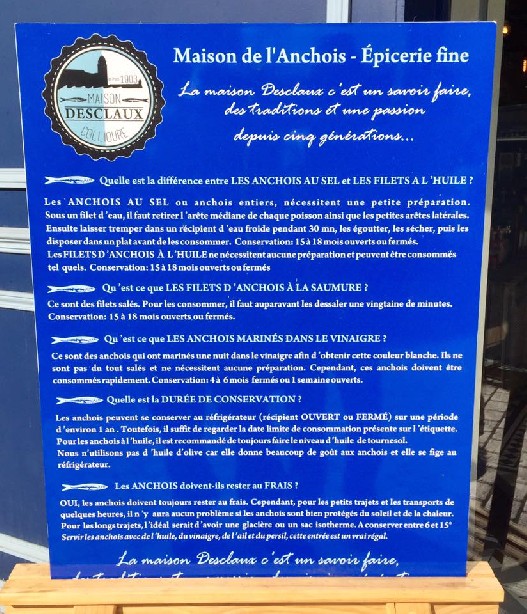 Maison de l'Anchois - Épicerie fine
DEPUIS 1903
MAISON
DESCLAUX
COLLIOURE
La maison Desclaux c'est un savoir faire,
des traditions et une passion
depuis cinq générations...
Quelle est la différence entre LES ANCHOIS AU SEL et LES FILETS A L'HUILE ?
Les ANCHOIS AU SEL ou anchois entiers, nécessitent une petite préparation.
Sous un filet d'eau, il faut retirer l'arête médiane de chaque poisson ainsi que les petites arêtes latérales.
Ensuite laisser tremper dans un récipient d'eau froide pendant 30 mn, les égoutter, les sécher, puis les
disposer dans un plat avant de les consommer. Conservation: 15 à 18 mois ouverts ou fermés.
Les FILETS D'ANCHOIS À L'HUILE ne nécessitent aucune préparation et peuvent être consommés
tel quels. Conservation: 15 à 18 mois ouverts ou fermés
Qu'est ce que LES FILETS D'ANCHOIS À LA SAUMURE ?
Ce sont des filets salés. Pour les consommer, il faut auparavant les dessaler une vingtaine de minutes.
Conservation: 15 à 18 mois ouverts ou fermés.
Qu'est ce que LES ANCHOIS MARINÉS DANS LE VINAIGRE ?
Ce sont des anchois qui ont marinés une nuit dans le vinaigre afin d'obtenir cette couleur blanche. Ils ne
sont pas du tout salés et ne nécessitent aucune préparation. Cependant, ces anchois doivent être
consommés rapidement. Conservation: 4 à 6 mois fermés ou 1 semaine ouverts.
Quelle est la DURÉE DE CONSERVATION ?
Les anchois peuvent se conserver au réfrigérateur (récipient OUVERT ou FERMÉ) sur une période
d'environ 1 an. Toutefois, il suffit de regarder la date limite de consommation présente sur l'étiquette.
Pour les anchois à l'huile, il est recommandé de toujours faire le niveau d'huile de tournesol.
Nous n'utilisons pas d'huile d'olive car elle donne beaucoup de goût aux anchois et elle se fige au
réfrigérateur.
Les ANCHOIS doivent-ils rester au FRAIS ?
OUI, les anchois doivent toujours rester au frais. Cependant, pour les petits trajets et les transports de
quelques heures, il n'y aura aucun problème si les anchois sont bien protégés du soleil et de la chaleur.
Pour les longs trajets, l'idéal serait d'avoir une glacière ou un sac isotherme. A conserver entre 6 et 15°
Servir les anchois avec de l'huile, du vinaigre, de l'ail et du persil, cette entrée est un vrai régal.
La maison Desclaux c'est un savoir faire,